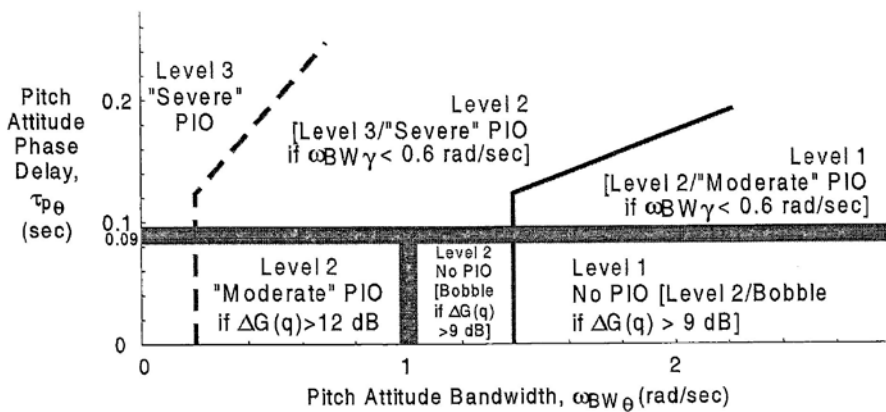 Level 3
"Severe"
PIO
Pitch
Attitude
Phase
Delay,
τpθ
(sec)
0.2
0.1
0.09
0
Level 2
[Level 3/"Severe" PIO
if ωBWγ < 0.6 rad/sec]
Level 1
[Level 2/"Moderate" PIO
if ωBWγ < 0.6 rad/sec]
Level 2
"Moderate" PIO
if ΔG(q)>12 dB
Level 2
No PIO
[Bobble
if ΔG(q)
>9 dB]
Level 1
No PIO [Level 2/Bobble
if ΔG(q) > 9 dB]
0
1
2
Pitch Attitude Bandwidth, ωBWθ (rad/sec)